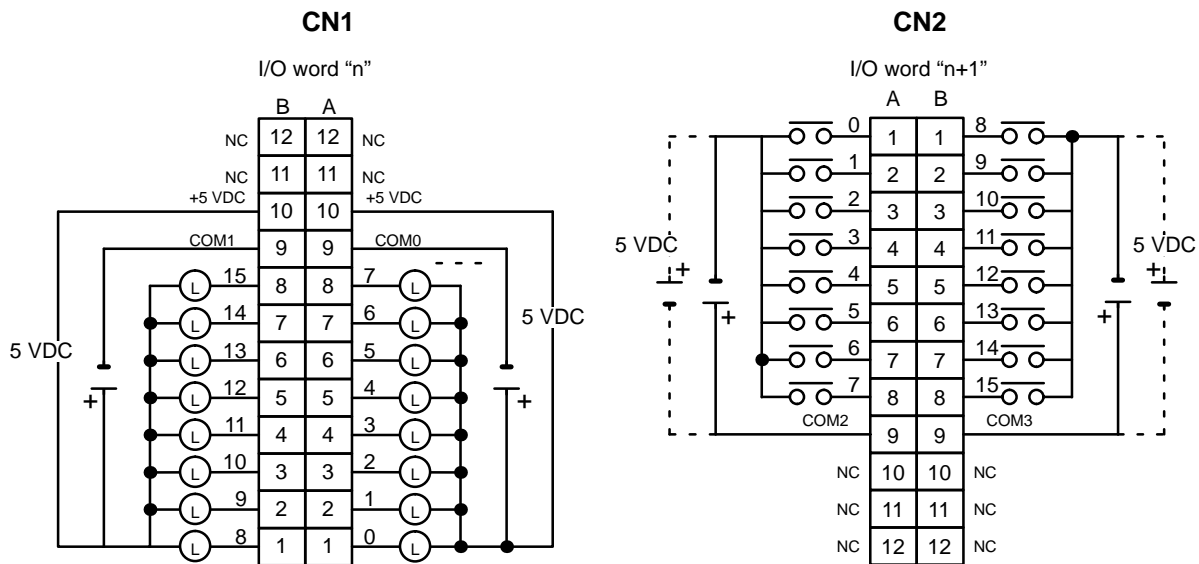 CN1
I/O word “n”
B A
NC 12 12 NC
NC 11 11 NC
+5 VDC 10 10 +5 VDC
COM1 9 9 COM0
L 15 8 8 7 L
L 14 7 7 6 L
5 VDC
5 VDC
L 13 6 6 5 L
L 12 5 5 4 L
+ +
L 11 4 4 3 L
L 10 3 3 2 L
L 9 2 2 1 L
L 8 1 1 0 L
CN2
I/O word “n+1”
A B
0 1 1 8
1 2 2 9
2 3 3 10
5 VDC 3 4 4 11 5 VDC
+ +
4 5 5 12
+ +
5 6 6 13
6 7 7 14
7 8 8 15
COM2 9 9 COM3
NC 10 10 NC
NC 11 11 NC
NC 12 12 NC